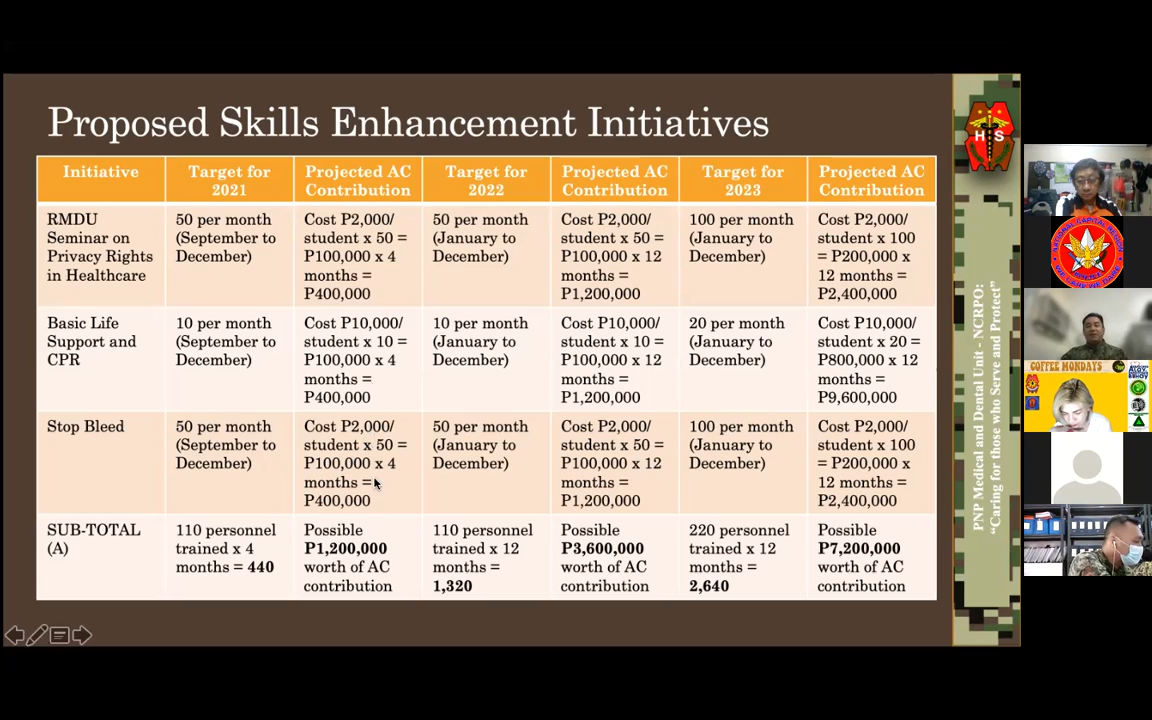 Proposed Skills Enhancement Initiatives
Initiative
Target for
2021
Projected AC
Contribution
Target for
2022
Projected AC
Contribution
Target for
2023
Projected AC
Contribution
RMDU
Seminar on
Privacy Rights
in Healthcare
50 per month
(September to
December)
Cost P2,000/
student x 50 =
P100,000 x 4
months =
P400,000
50 per month
(January to
December)
Cost P2,000/
student x 50 =
P100,000 x 12
months =
P1,200,000
100 per month
(January to
December)
Cost P2,000/
student x 100
= P200,000 x
12 months =
P2,400,000
Basic Life
Support and
CPR
10 per month
(September to
December)
Cost P10,000/
student x 10 =
P100,000 x 4
months =
P400,000
10 per month
(January to
December)
Cost P10,000/
student x 10 =
P100,000 x 12
months =
P1,200,000
20 per month
(January to
December)
Cost P10,000/
student x 20 =
P800,000 x 12
months =
P9,600,000
Stop Bleed
50 per month
(September to
December)
Cost P2,000/
student x 50 =
P100,000 x 4
months =
P400,000
50 per month
(January to
December)
Cost P2,000/
student x 50 =
P100,000 x 12
months =
P1,200,000
100 per month
(January to
December)
Cost P2,000/
student x 100
= P200,000 x
12 months =
P2,400,000
SUB-TOTAL
(A)
110 personnel
trained x 4
months = 440
Possible
P1,200,000
worth of AC
contribution
110 personnel
trained x 12
months =
1,320
Possible
P3,600,000
worth of AC
contribution
220 personnel
trained x 12
months =
2,640
Possible
P7,200,000
worth of AC
contribution
H S
PNP Medical and Dental Unit - NCRPO:
"Caring for those who Serve and Protect"
NATIONAL CAPITAL REGION
WE CARE WE DARE
COFFEE MONDAYS